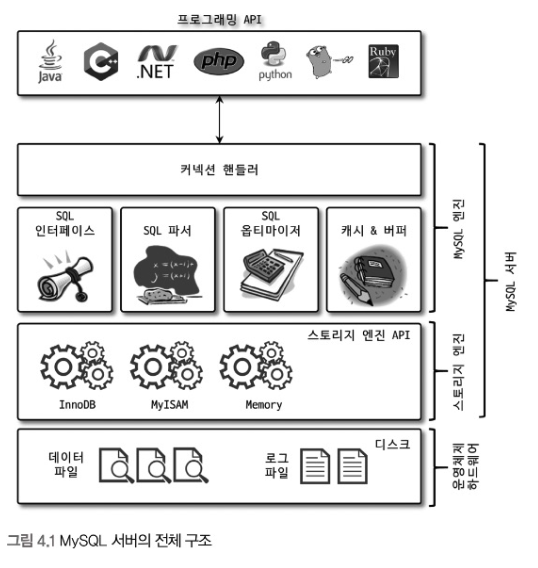 프로그래밍 API
Java
C++
.NET
php
python
GO
Ruby
커넥션 핸들러
SQL
인터페이스
SQL 파서
SQL
옵티마이저
캐시 & 버퍼
MySQL 엔진
MySQL 서버
스토리지 엔진 API
InnoDB
MyISAM
Memory
스토리지 엔진
디스크
데이터
파일
로그
파일
운영체제
하드웨어
그림 4.1 MySQL 서버의 전체 구조